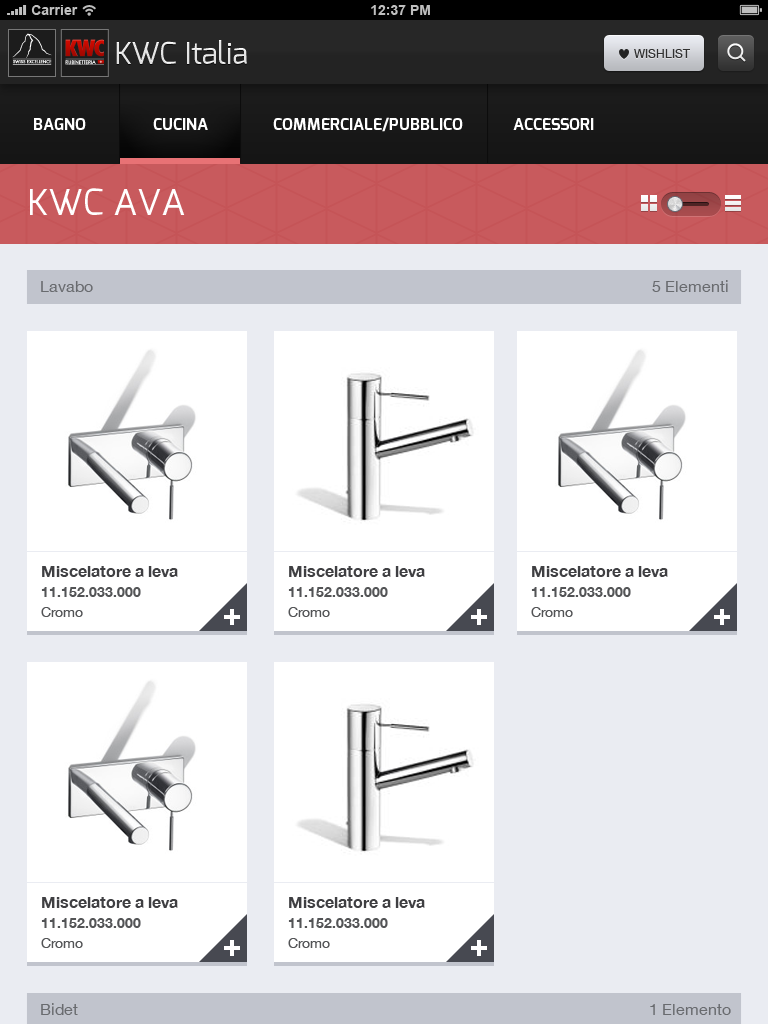 Carrier
12:37 PM
SWISS EXCELLENCE
KWC
RUBINETTERIA
KWC Italia
WISHLIST
BAGNO
CUCINA
COMMERCIALE/PUBBLICO
ACCESSORI
KWC AVA
Lavabo
5 Elementi
Miscelatore a leva
11.152.033.000
Cromo
Miscelatore a leva
11.152.033.000
Cromo
Miscelatore a leva
11.152.033.000
Cromo
Miscelatore a leva
11.152.033.000
Cromo
Miscelatore a leva
11.152.033.000
Cromo
Bidet
1 Elemento